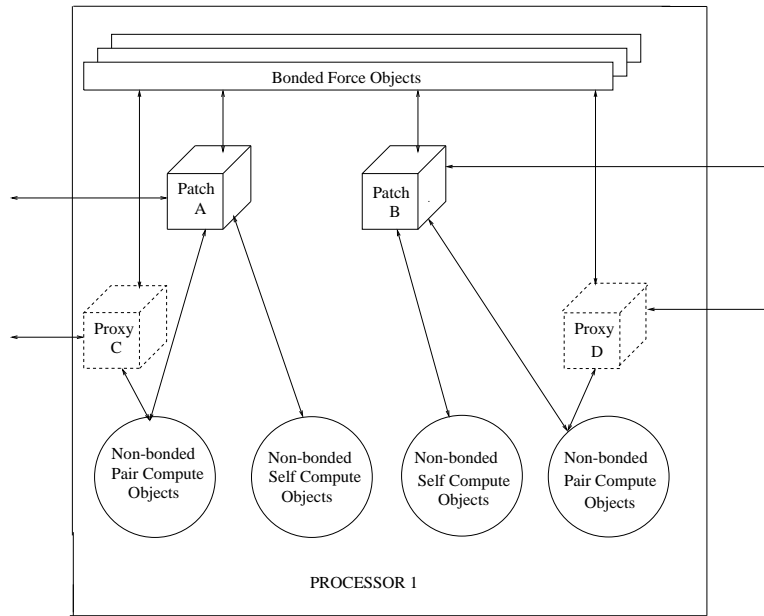 Bonded Force Objects
Patch
A
Patch
B
Proxy
C
Proxy
D
Non-bonded
Pair Compute
Objects
Non-bonded
Self Compute
Objects
Non-bonded
Self Compute
Objects
Non-bonded
Pair Compute
Objects
PROCESSOR 1